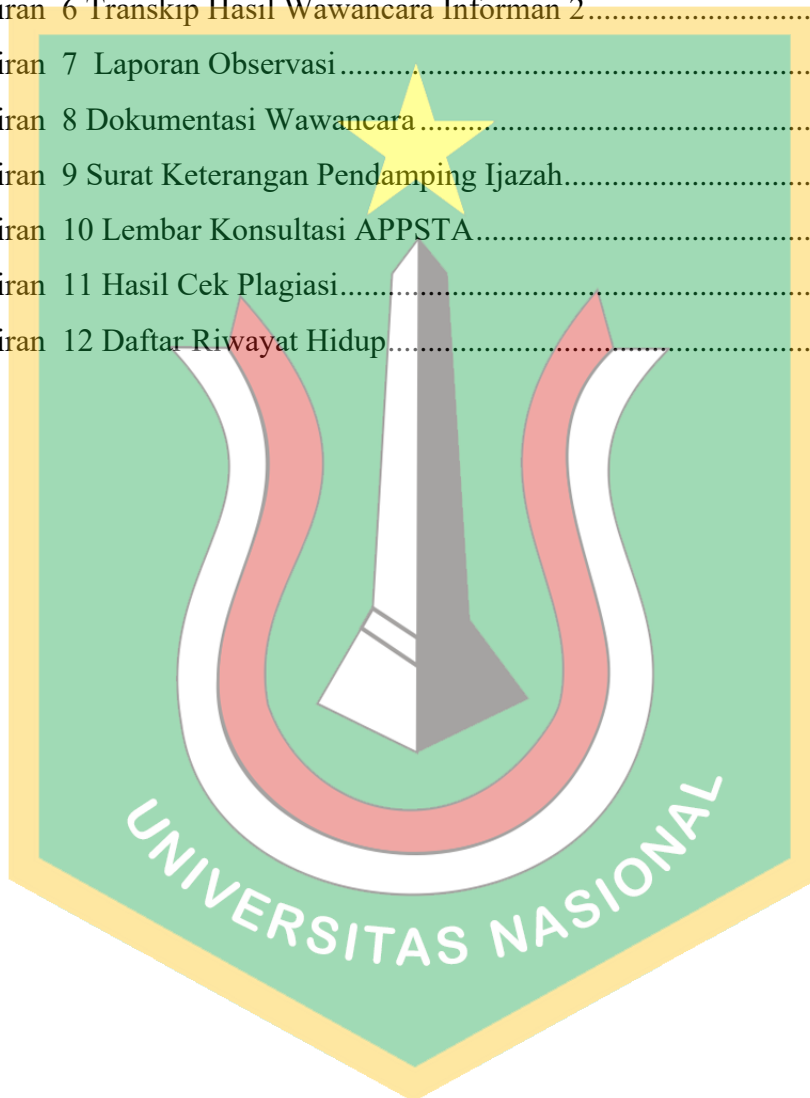 iran 6 Transkip Hasil Wawancara Informan 2........................
iran 7 Laporan Observasi..........................................................
iran 8 Dokumentasi Wawancara................................................
iran 9 Surat Keterangan Pendamping Ijazah..............................
iran 10 Lembar Konsultasi APPSTA.........................................
iran 11 Hasil Cek Plagiasi..........................................................
iran 12 Daftar Riwayat Hidup.....................................................
UNIVERSITAS NASIONAL